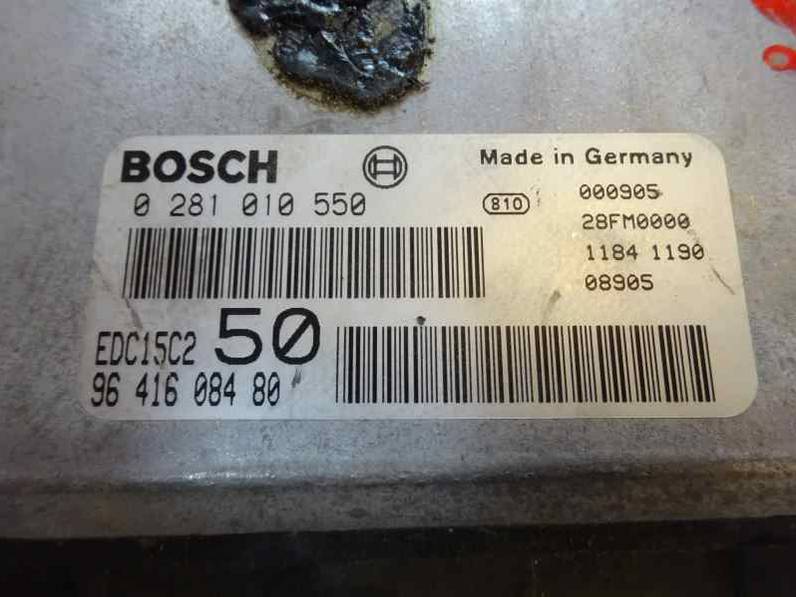 BOSCH
Made in Germany
0 281 010 550
810
000905
28FM0000
1184 1190
08905
EDC15C2 50
96 416 084 80